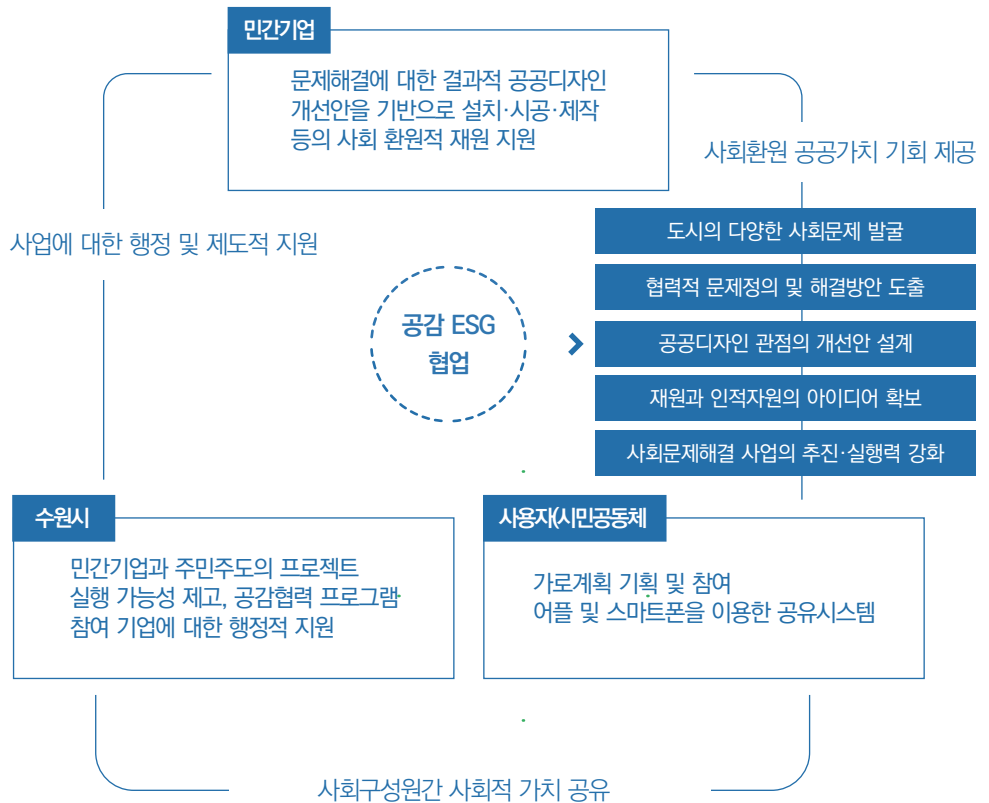 민간기업
문제해결에 대한 결과적 공공디자인
개선안을 기반으로 설치·시공·제작
등의 사회 환원적 재원 지원
사회환원 공공가치 기회 제공
사업에 대한 행정 및 제도적 지원
도시의 다양한 사회문제 발굴
협력적 문제정의 및 해결방안 도출
공감 ESG
협업
공공디자인 관점의 개선안 설계
재원과 인적자원의 아이디어 확보
사회문제해결 사업의 추진·실행력 강화
수원시
민간기업과 주민주도의 프로젝트
실행 가능성 제고, 공감협력 프로그램
참여 기업에 대한 행정적 지원
사용자(시민공동체
가로계획 기획 및 참여
어플 및 스마트폰을 이용한 공유시스템
사회구성원간 사회적 가치 공유